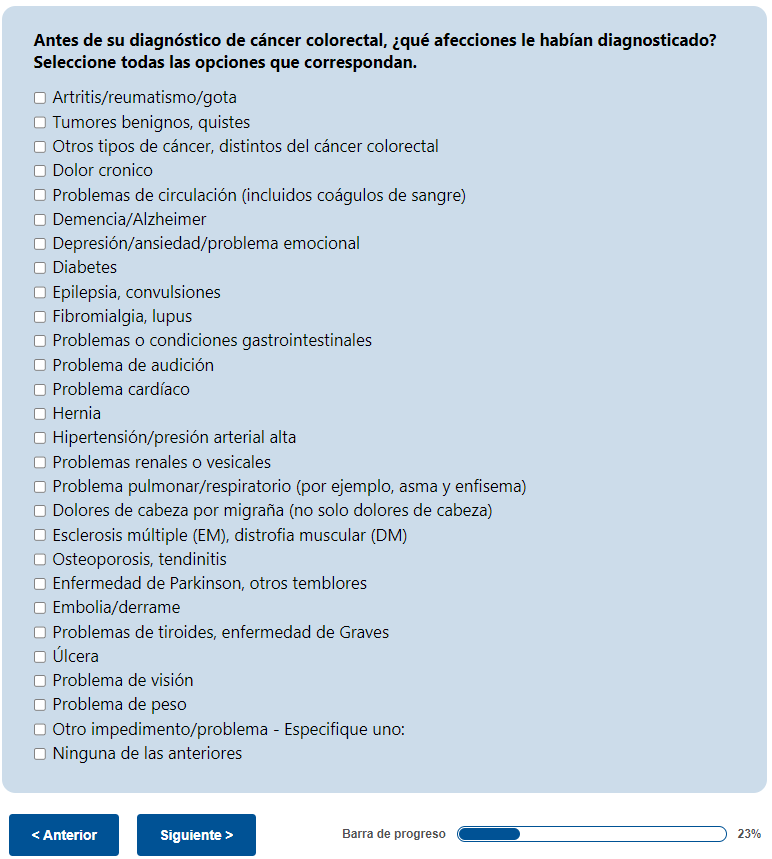 Antes de su diagnóstico de cáncer colorectal, ¿qué afecciones le habían diagnosticado?
Seleccione todas las opciones que correspondan.
Artritis/reumatismo/gota
Tumores benignos, quistes
Otros tipos de cáncer, distintos del cáncer colorectal
Dolor cronico
Problemas de circulación (incluidos coágulos de sangre)
Demencia/Alzheimer
Depresión/ansiedad/problema emocional
Diabetes
Epilepsia, convulsiones
Fibromialgia, lupus
Problemas o condiciones gastrointestinales
Problema de audición
Problema cardíaco
Hernia
Hipertensión/presión arterial alta
Problemas renales o vesicales
Problema pulmonar/respiratorio (por ejemplo, asma y enfisema)
Dolores de cabeza por migraña (no solo dolores de cabeza)
Esclerosis múltiple (EM), distrofia muscular (DM)
Osteoporosis, tendinitis
Enfermedad de Parkinson, otros temblores
Embolia/derrame
Problemas de tiroides, enfermedad de Graves
Úlcera
Problema de visión
Problema de peso
Otro impedimento/problema - Especifique uno:
Ninguna de las anteriores
< Anterior
Siguiente >
Barra de progreso
23%